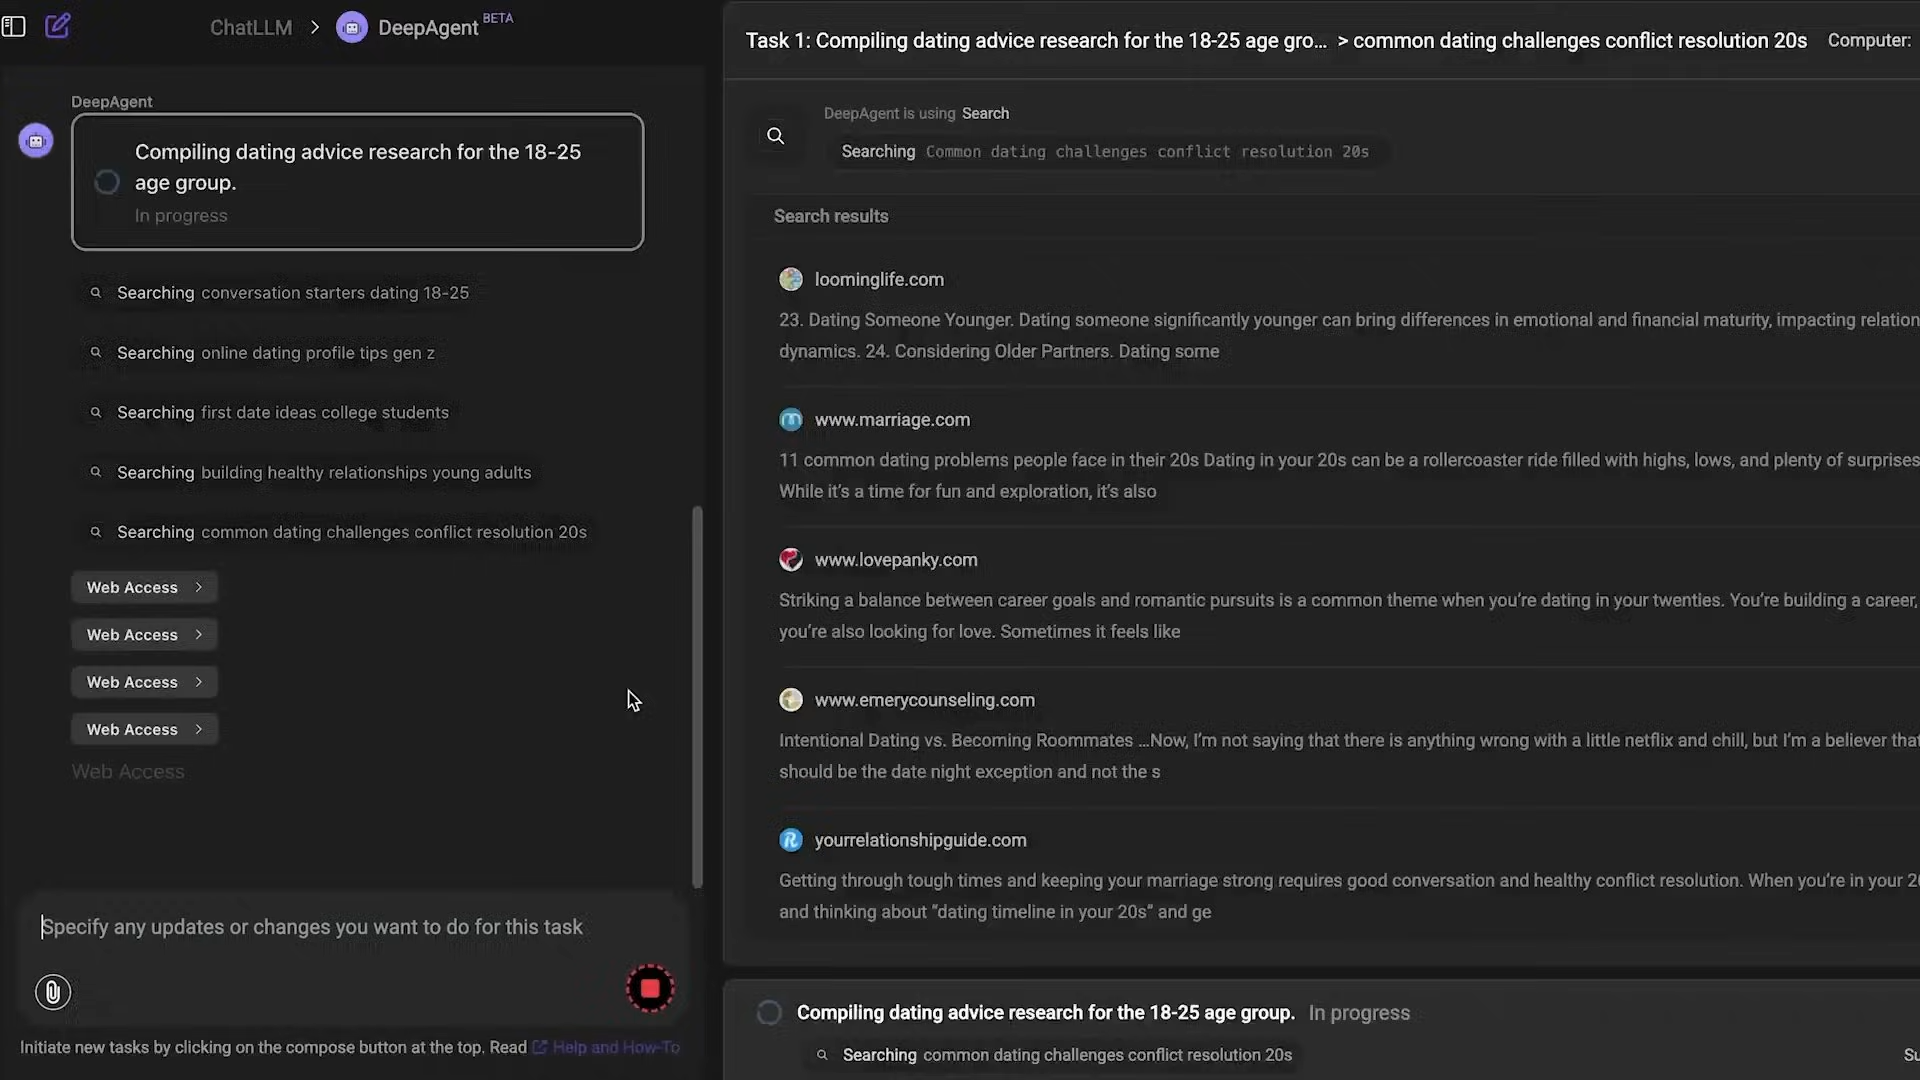 ChatLLM > DeepAgent BETA
DeepAgent
Compiling dating advice research for the 18-25
age group.
In progress
Searching conversation starters dating 18-25
Searching online dating profile tips gen z
Searching first date ideas college students
Searching building healthy relationships young adults
Searching common dating challenges conflict resolution 20s
Web Access >
Web Access >
Web Access >
Web Access >
Web Access
Specify any updates or changes you want to do for this task
Initiate new tasks by clicking on the compose button at the top. Read Help and How-To
Task 1: Compiling dating advice research for the 18-25 age gro... > common dating challenges conflict resolution 20s Computer:
DeepAgent is using Search
Searching Common dating challenges conflict resolution 20s
Search results
loominglife.com
23. Dating Someone Younger. Dating someone significantly younger can bring differences in emotional and financial maturity, impacting relation
dynamics. 24. Considering Older Partners. Dating some
www.marriage.com
11 common dating problems people face in their 20s Dating in your 20s can be a rollercoaster ride filled with highs, lows, and plenty of surprises
While it's a time for fun and exploration, it's also
www.lovepanky.com
Striking a balance between career goals and romantic pursuits is a common theme when you're dating in your twenties. You're building a career,
you're also looking for love. Sometimes it feels like
www.emerycounseling.com
Intentional Dating vs. Becoming Roommates ...Now, I'm not saying that there is anything wrong with a little netflix and chill, but I'm a believer that
should be the date night exception and not the s
yourrelationshipguide.com
Getting through tough times and keeping your marriage strong requires good conversation and healthy conflict resolution. When you're in your 20
and thinking about "dating timeline in your 20s" and ge
Compiling dating advice research for the 18-25 age group. In progress
Searching common dating challenges conflict resolution 20s
Su